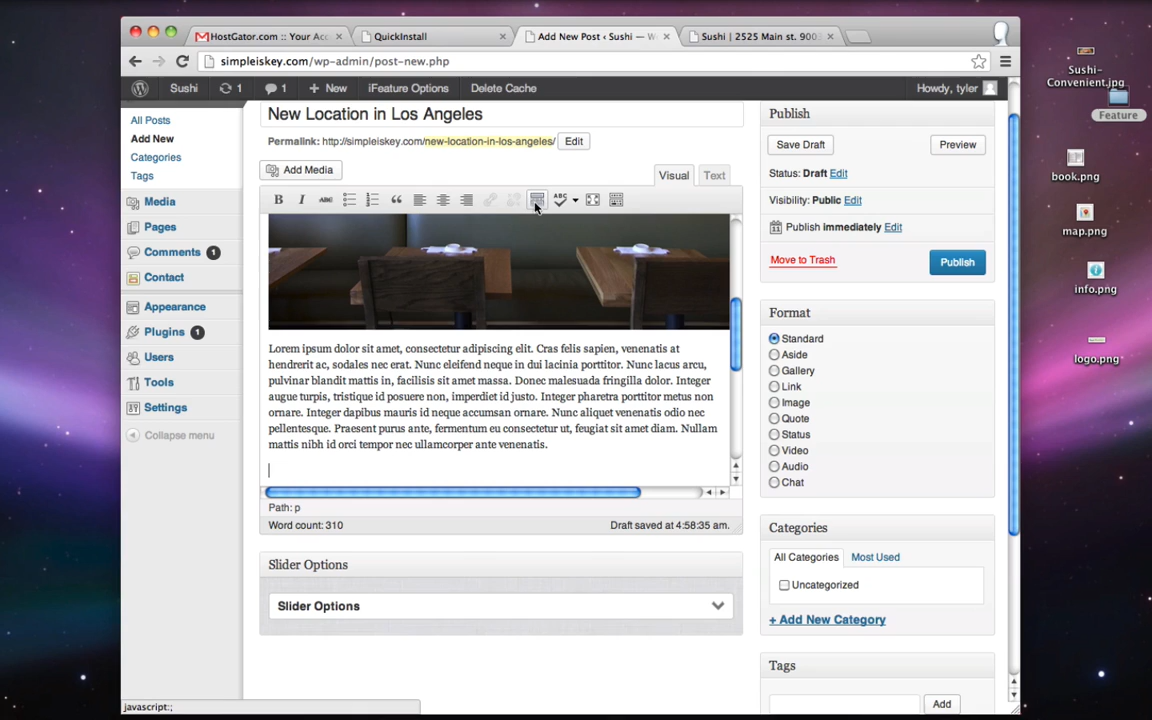 HostGator.com :: Your Acc
QuickInstall
Add New Post ‹ Sushi — W
Sushi | 2525 Main st. 900
simpleiskey.com/wp-admin/post-new.php
Sushi
1
1
+ New
iFeature Options
Delete Cache
Howdy, tyler
All Posts
Add New
Categories
Tags
Media
Pages
Comments 1
Contact
Appearance
Plugins 1
Users
Tools
Settings
Collapse menu
New Location in Los Angeles
Permalink: http://simpleiskey.com/new-location-in-los-angeles/ Edit
Add Media
Visual
Text
B I ABC
ABC
Lorem ipsum dolor sit amet, consectetur adipiscing elit. Cras felis sapien, venenatis at
hendrerit ac, sodales nec erat. Nunc eleifend neque in dui lacinia porttitor. Nunc lacus arcu,
pulvinar blandit mattis in, facilisis sit amet massa. Donec malesuada fringilla dolor. Integer
augue turpis, tristique id posuere non, imperdiet id justo. Integer pharetra porttitor metus non
ornare. Integer dapibus mauris id neque accumsan ornare. Nunc aliquet venenatis odio nec
pellentesque. Praesent purus ante, fermentum eu consectetur ut, feugiat sit amet diam. Nullam
mattis nibh id orci tempor nec ullamcorper ante venenatis.
Path: p
Word count: 310
Draft saved at 4:58:35 am.
Slider Options
Slider Options
Publish
Save Draft
Preview
Status: Draft Edit
Visibility: Public Edit
Publish immediately Edit
Move to Trash
Publish
Format
Standard
Aside
Gallery
Link
Image
Quote
Status
Video
Audio
Chat
Categories
All Categories
Most Used
Uncategorized
+ Add New Category
Tags
Add
javascript:;
Sushi-
Convenient.jpg
Feature
book.png
map.png
info.png
logo.png